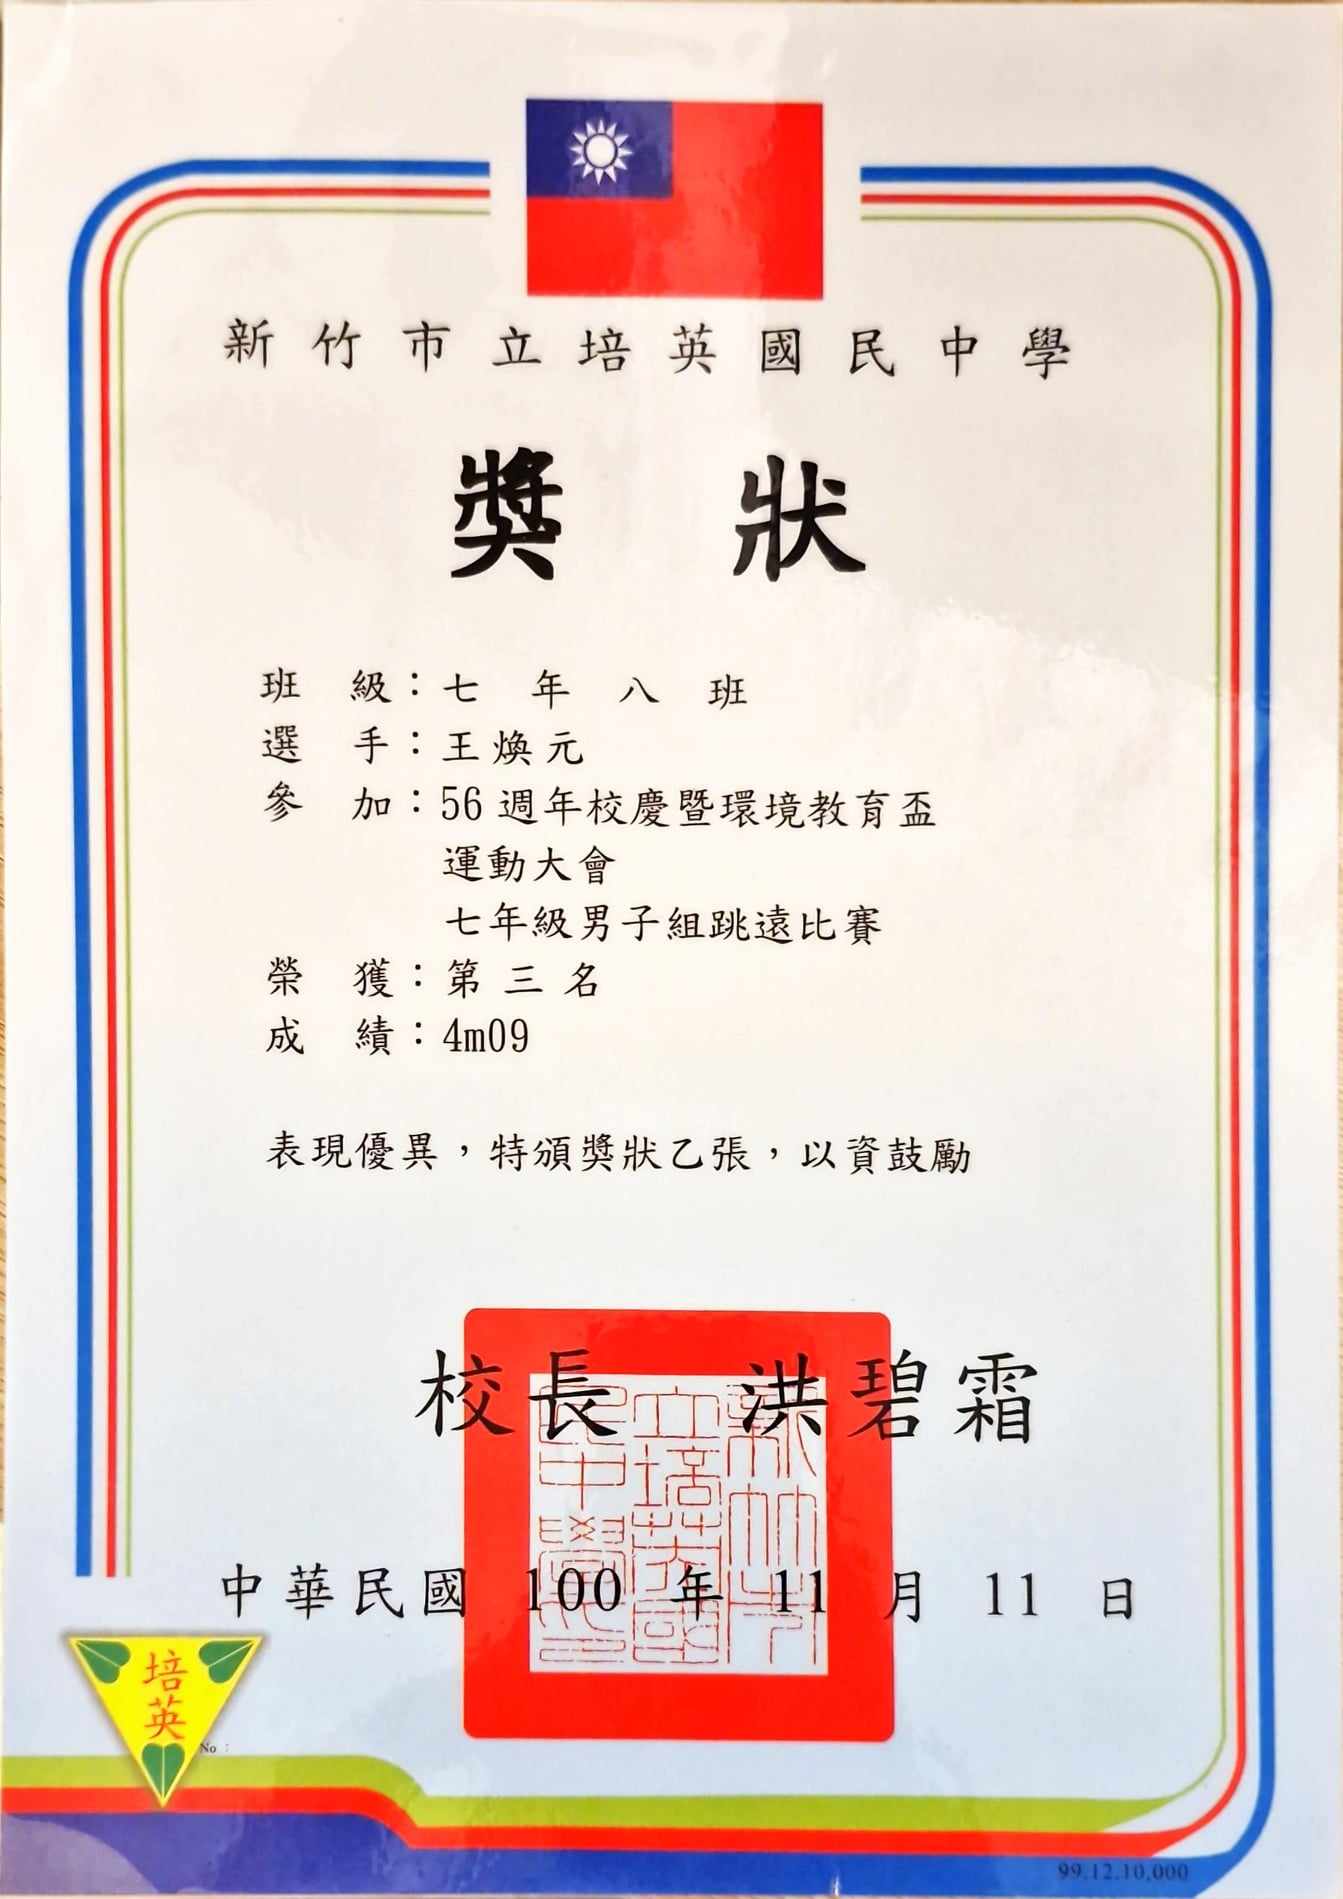 新竹市立培英國民中學
獎狀
班級：七年八班
選手：王煥元
參加：56週年校慶暨環境教育盃
運動大會
七年級男子組跳遠比賽
榮獲：第三名
成績：4m09
表現優異，特頒獎狀乙張，以資鼓勵
校長 洪碧霜
新竹市立培英國民中學印
中華民國 100 年 11 月 11 日
培英
No：
99.12.10,000